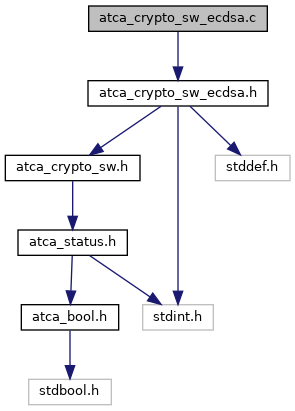 atca_crypto_sw_ecdsa.c
atca_crypto_sw_ecdsa.h
atca_crypto_sw.h
stddef.h
atca_status.h
atca_bool.h
stdint.h
stdbool.h